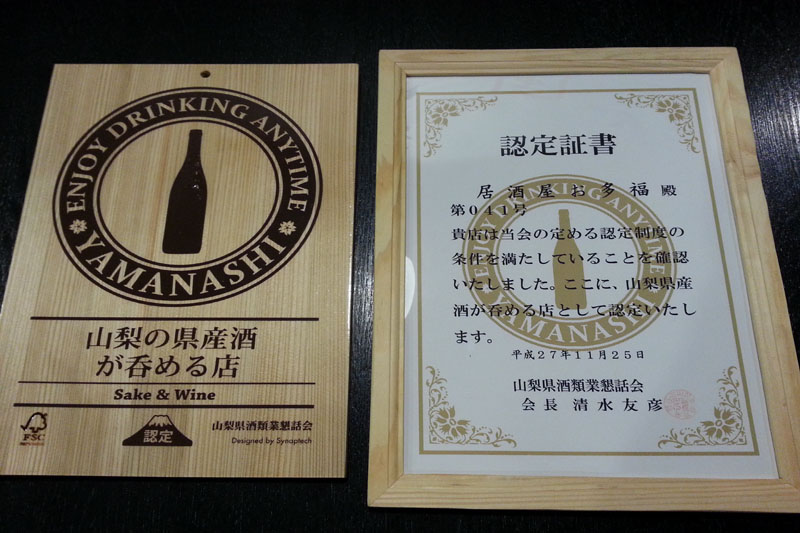 ENJOY DRINKING ANYTIME
YAMANASHI
山梨の県産酒
が呑める店
Sake & Wine
FSC
認定
山梨県酒類業懇話会
Designed by Synaptech
認定証書
居酒屋お多福 殿
第041号
貴店は当会の定める認定制度の
条件を満たしていることを確認
いたしました。ここに、山梨県産
酒が呑める店として認定いたし
ます。
平成27年11月25日
山梨県酒類業懇話会
会長 清水友彦
ENJOY DRINKING ANYTIME
YAMANASHI